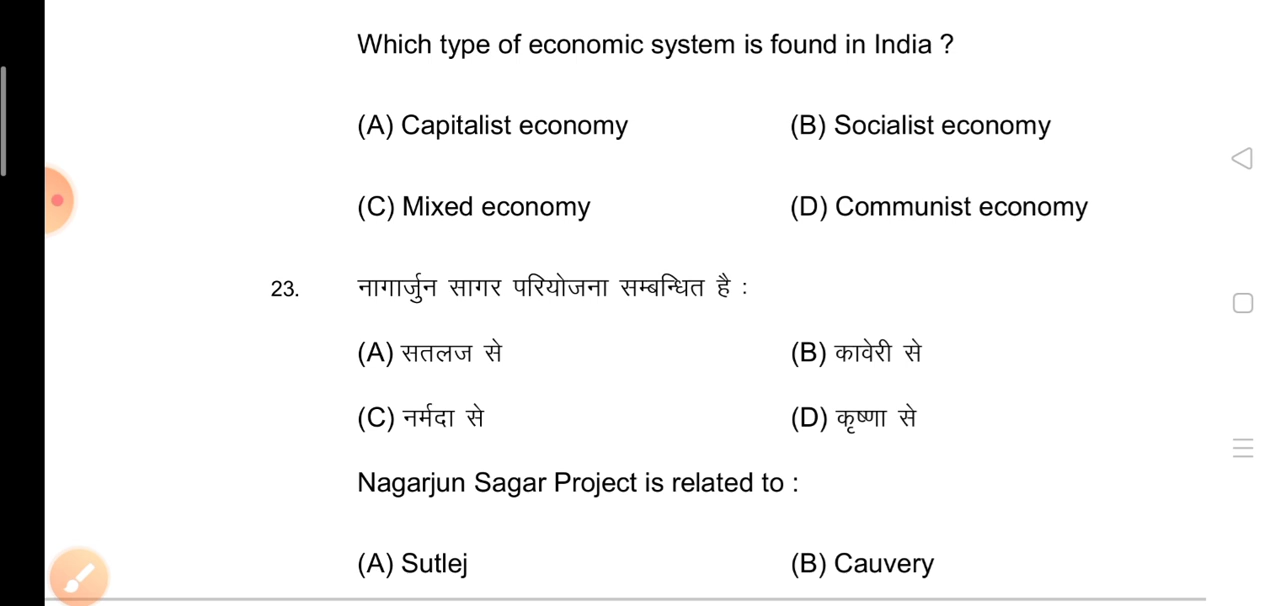 Which type of economic system is found in India ?
(A) Capitalist economy (B) Socialist economy
(C) Mixed economy (D) Communist economy
23. नागार्जुन सागर परियोजना सम्बन्धित है :
(A) सतलज से (B) कावेरी से
(C) नर्मदा से (D) कृष्णा से
Nagarjun Sagar Project is related to :
(A) Sutlej (B) Cauvery